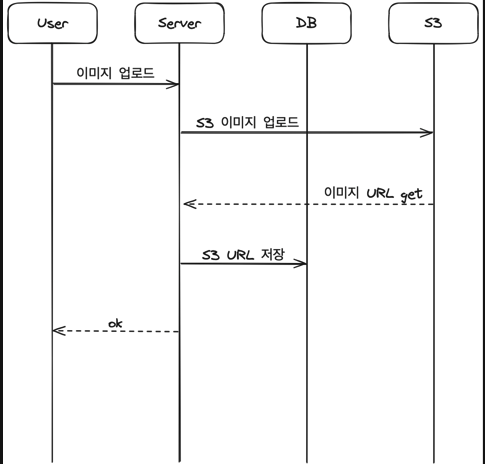 User
Server
DB
S3
이미지 업로드
S3 이미지 업로드
이미지 URL get
S3 URL 저장
ok